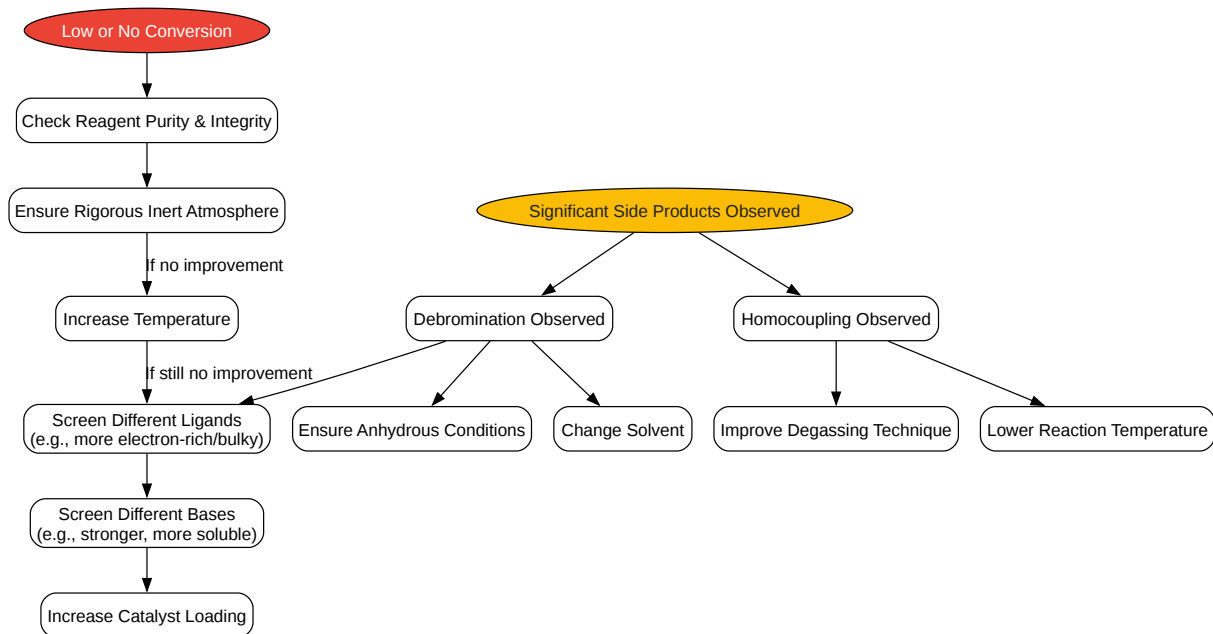 Low or No Conversion
Check Reagent Purity & Integrity
Ensure Rigorous Inert Atmosphere
Significant Side Products Observed
If no improvement
Increase Temperature
Debromination Observed
Homocoupling Observed
If still no improvement
Screen Different Ligands
(e.g., more electron-rich/bulky)
Ensure Anhydrous Conditions
Change Solvent
Improve Degassing Technique
Lower Reaction Temperature
Screen Different Bases
(e.g., stronger, more soluble)
Increase Catalyst Loading